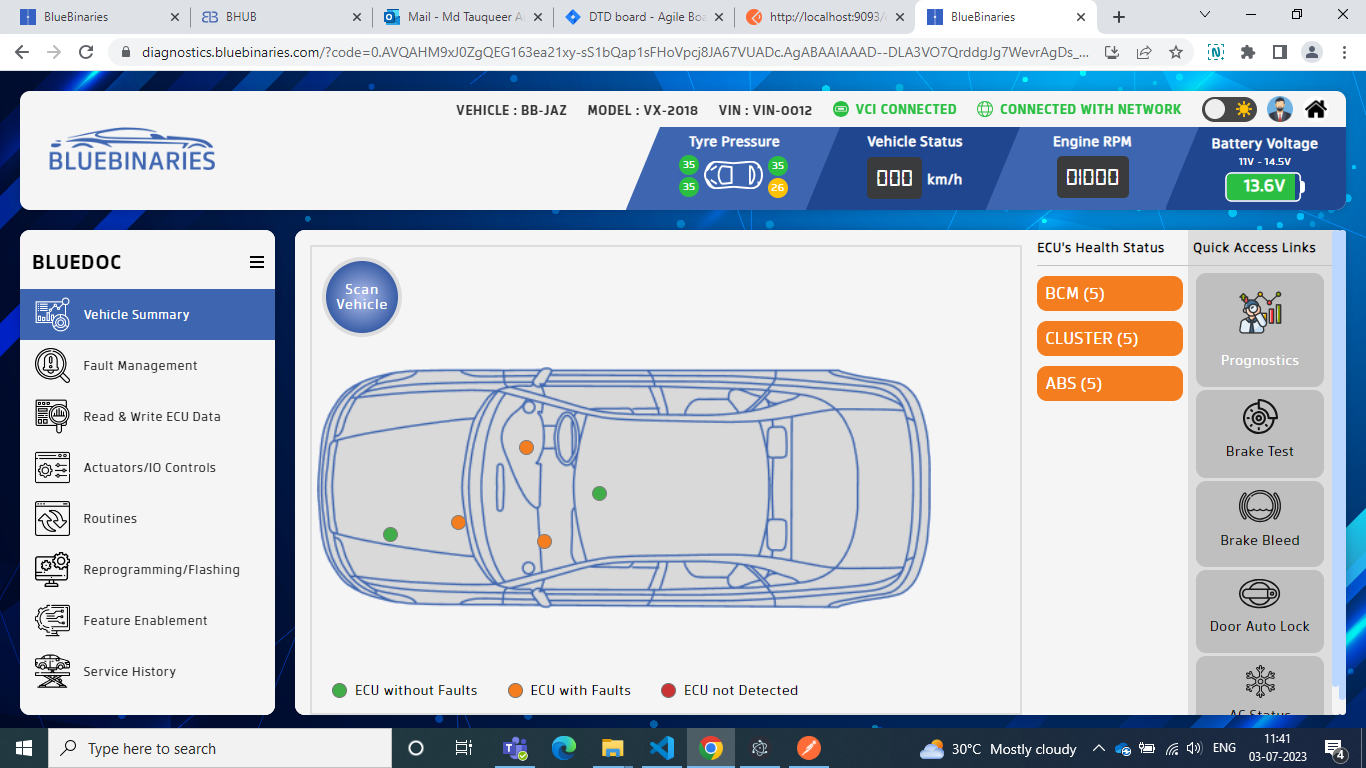 BlueBinaries
BHUB
Mail - Md Tauqueer A
DTD board - Agile Boa
http://localhost:9093/
BlueBinaries
diagnostics.bluebinaries.com/?code=0.AVQAHM9xJ0ZgQEG163ea21xy-sS1bQap1sFHoVpcj8JA67VUADc.AgABAAIAAAD--DLA3VO7QrddgJg7WevrAgDs_...
VEHICLE : BB-JAZ MODEL : VX-2018 VIN : VIN-0012 VCI CONNECTED CONNECTED WITH NETWORK
BLUEBINARIES
Tyre Pressure
35 35
35 26
Vehicle Status
000 km/h
Engine RPM
01000
Battery Voltage
11V - 14.5V
13.6V
BLUEDOC
Vehicle Summary
Fault Management
Read & Write ECU Data
Actuators/IO Controls
Routines
Reprogramming/Flashing
Feature Enablement
Service History
Scan
Vehicle
ECU without Faults
ECU with Faults
ECU not Detected
ECU's Health Status
BCM (5)
CLUSTER (5)
ABS (5)
Quick Access Links
Prognostics
Brake Test
Brake Bleed
Door Auto Lock
AC Status
Type here to search
30°C Mostly cloudy
ENG
11:41
03-07-2023
4